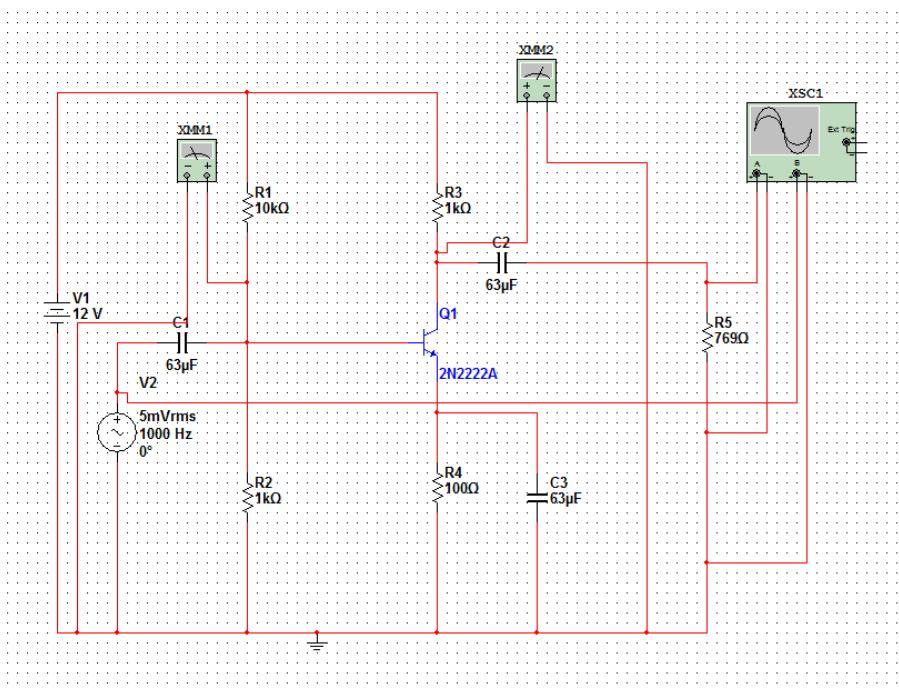 XMM2
XSC1
Ext Trig
+
-
A
B
+ - + -
XMM1
- +
+ -
R1
10kΩ
R3
1kΩ
C2
63µF
V1
12 V
C1
63µF
Q1
2N2222A
R5
769Ω
V2
5mVrms
1000 Hz
0°
R2
1kΩ
R4
100Ω
C3
63µF